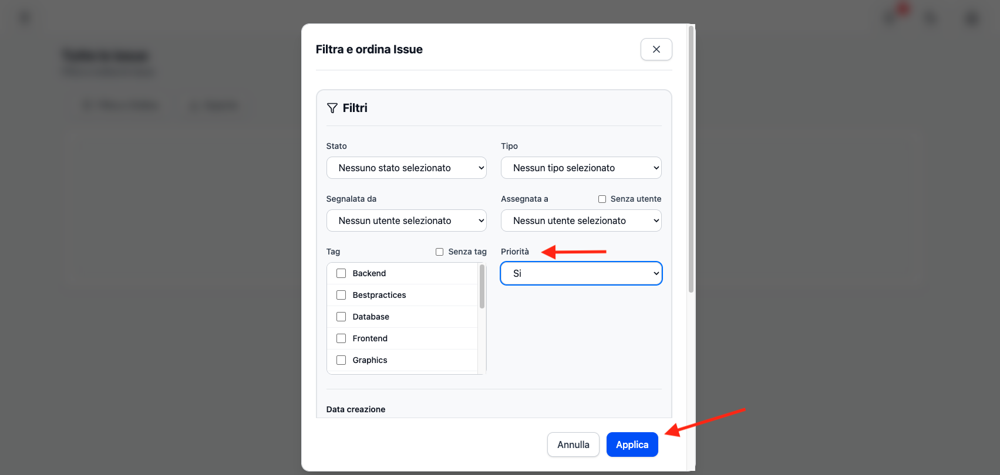 Filtra e ordina Issue
Filtri
Stato
Tipo
Nessuno stato selezionato
Nessun tipo selezionato
Segnalata da
Assegnata a
Senza utente
Nessun utente selezionato
Nessun utente selezionato
Tag
Senza tag
Priorità
Backend
Si
Bestpractices
Database
Frontend
Graphics
Data creazione
Annulla
Applica